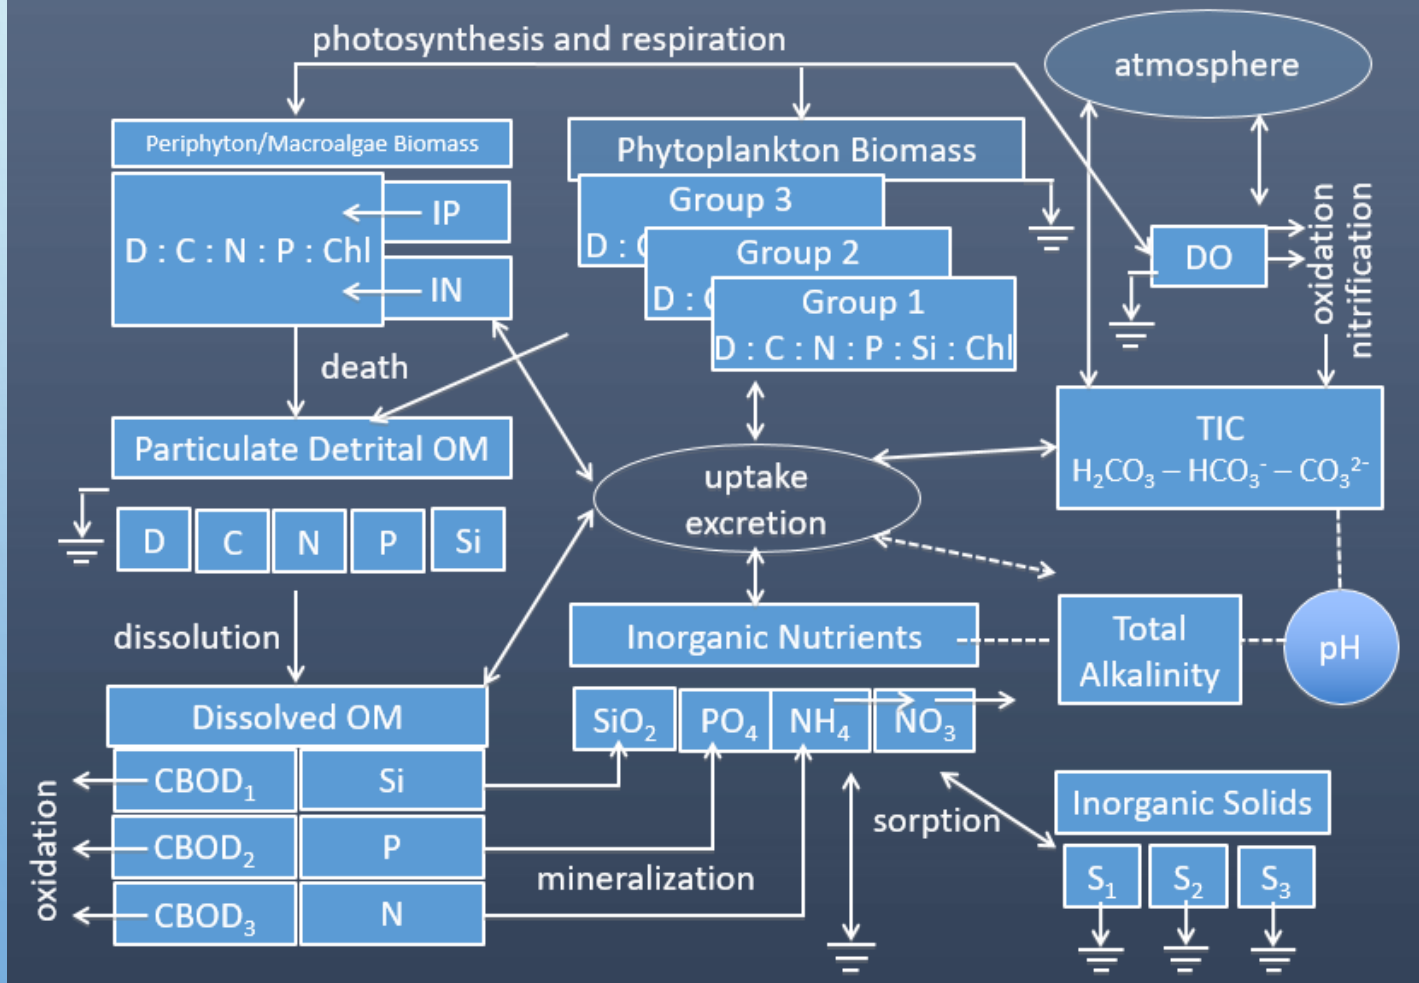 photosynthesis and respiration
atmosphere
Periphyton/Macroalgae Biomass
Phytoplankton Biomass
D : C : N : P : Chl
IP
IN
Group 3
D : C
Group 2
D : C
Group 1
D : C : N : P : Si : Chl
DO
oxidation
nitrification
death
Particulate Detrital OM
D
C
N
P
Si
uptake
excretion
TIC
H₂CO₃ – HCO₃⁻ – CO₃²⁻
dissolution
Inorganic Nutrients
Total
Alkalinity
pH
SiO₂
PO₄
NH₄
NO₃
Dissolved OM
CBOD₁
Si
CBOD₂
P
CBOD₃
N
oxidation
mineralization
sorption
Inorganic Solids
S₁
S₂
S₃